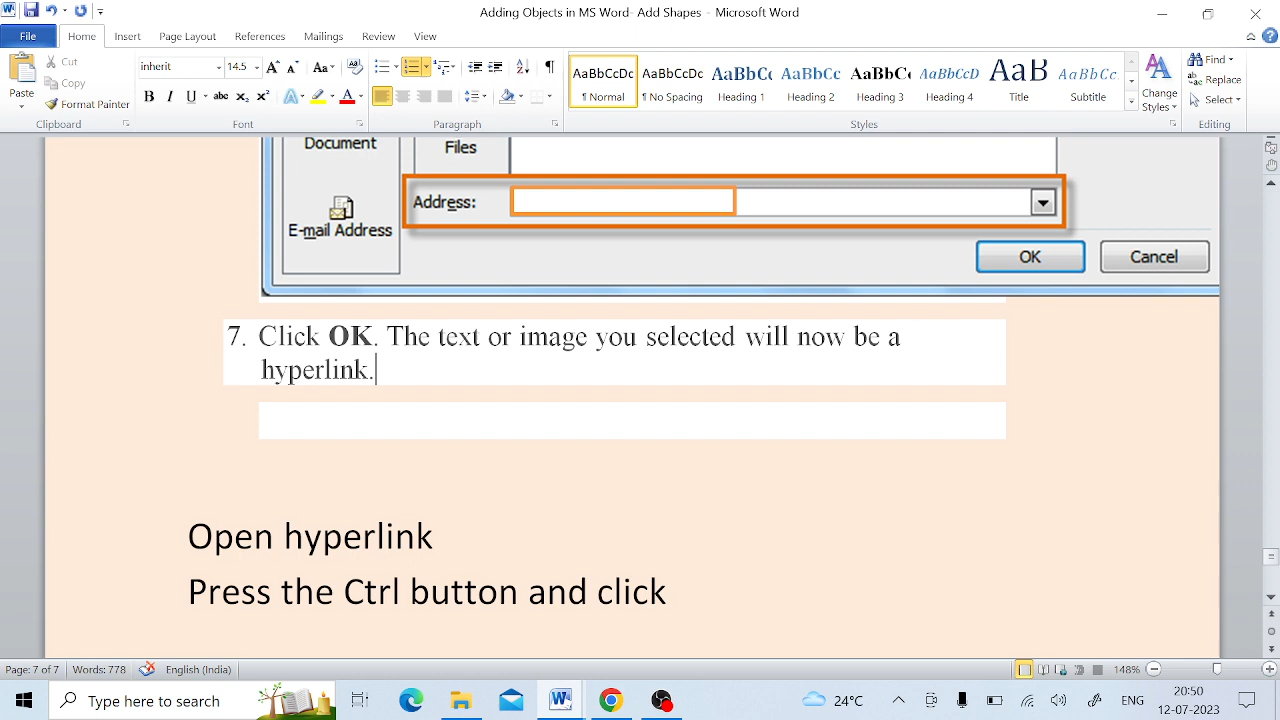 Adding Objects in MS Word- Add Shapes - Microsoft Word
File Home Insert Page Layout References Mailings Review View
Cut
Copy
Format Painter
Paste
Clipboard
inherit 14.5
Font
Paragraph
AaBbCcDc AaBbCcDc AaBbCc AaBbCc AaBbCc AaBbCcD AaB AaBbCc.
¶ Normal ¶ No Spacing Heading 1 Heading 2 Heading 3 Heading 4 Title Subtitle
Change Styles
Styles
Find
Replace
Select
Editing
Document
Files
Address:
E-mail Address
OK Cancel
7. Click OK. The text or image you selected will now be a
hyperlink.
Open hyperlink
Press the Ctrl button and click
Page: 7 of 7 Words: 778 English (India) 148%
Type here to search
24°C ENG 20:50
12-07-2023